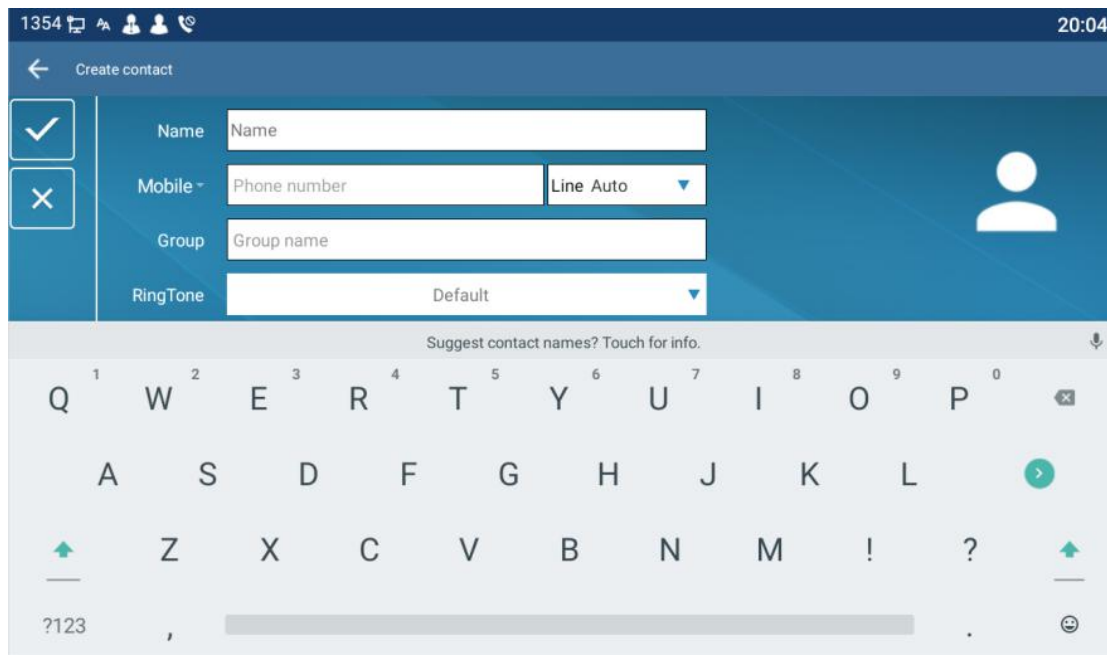 1354 20:04
Create contact
Name Name
Mobile Phone number Line Auto
Group Group name
RingTone Default
Suggest contact names? Touch for info.
Q 1 W 2 E 3 R 4 T 5 Y 6 U 7 I 8 O 9 P 0
A S D F G H J K L
Z X C V B N M ! ?
?123 , .